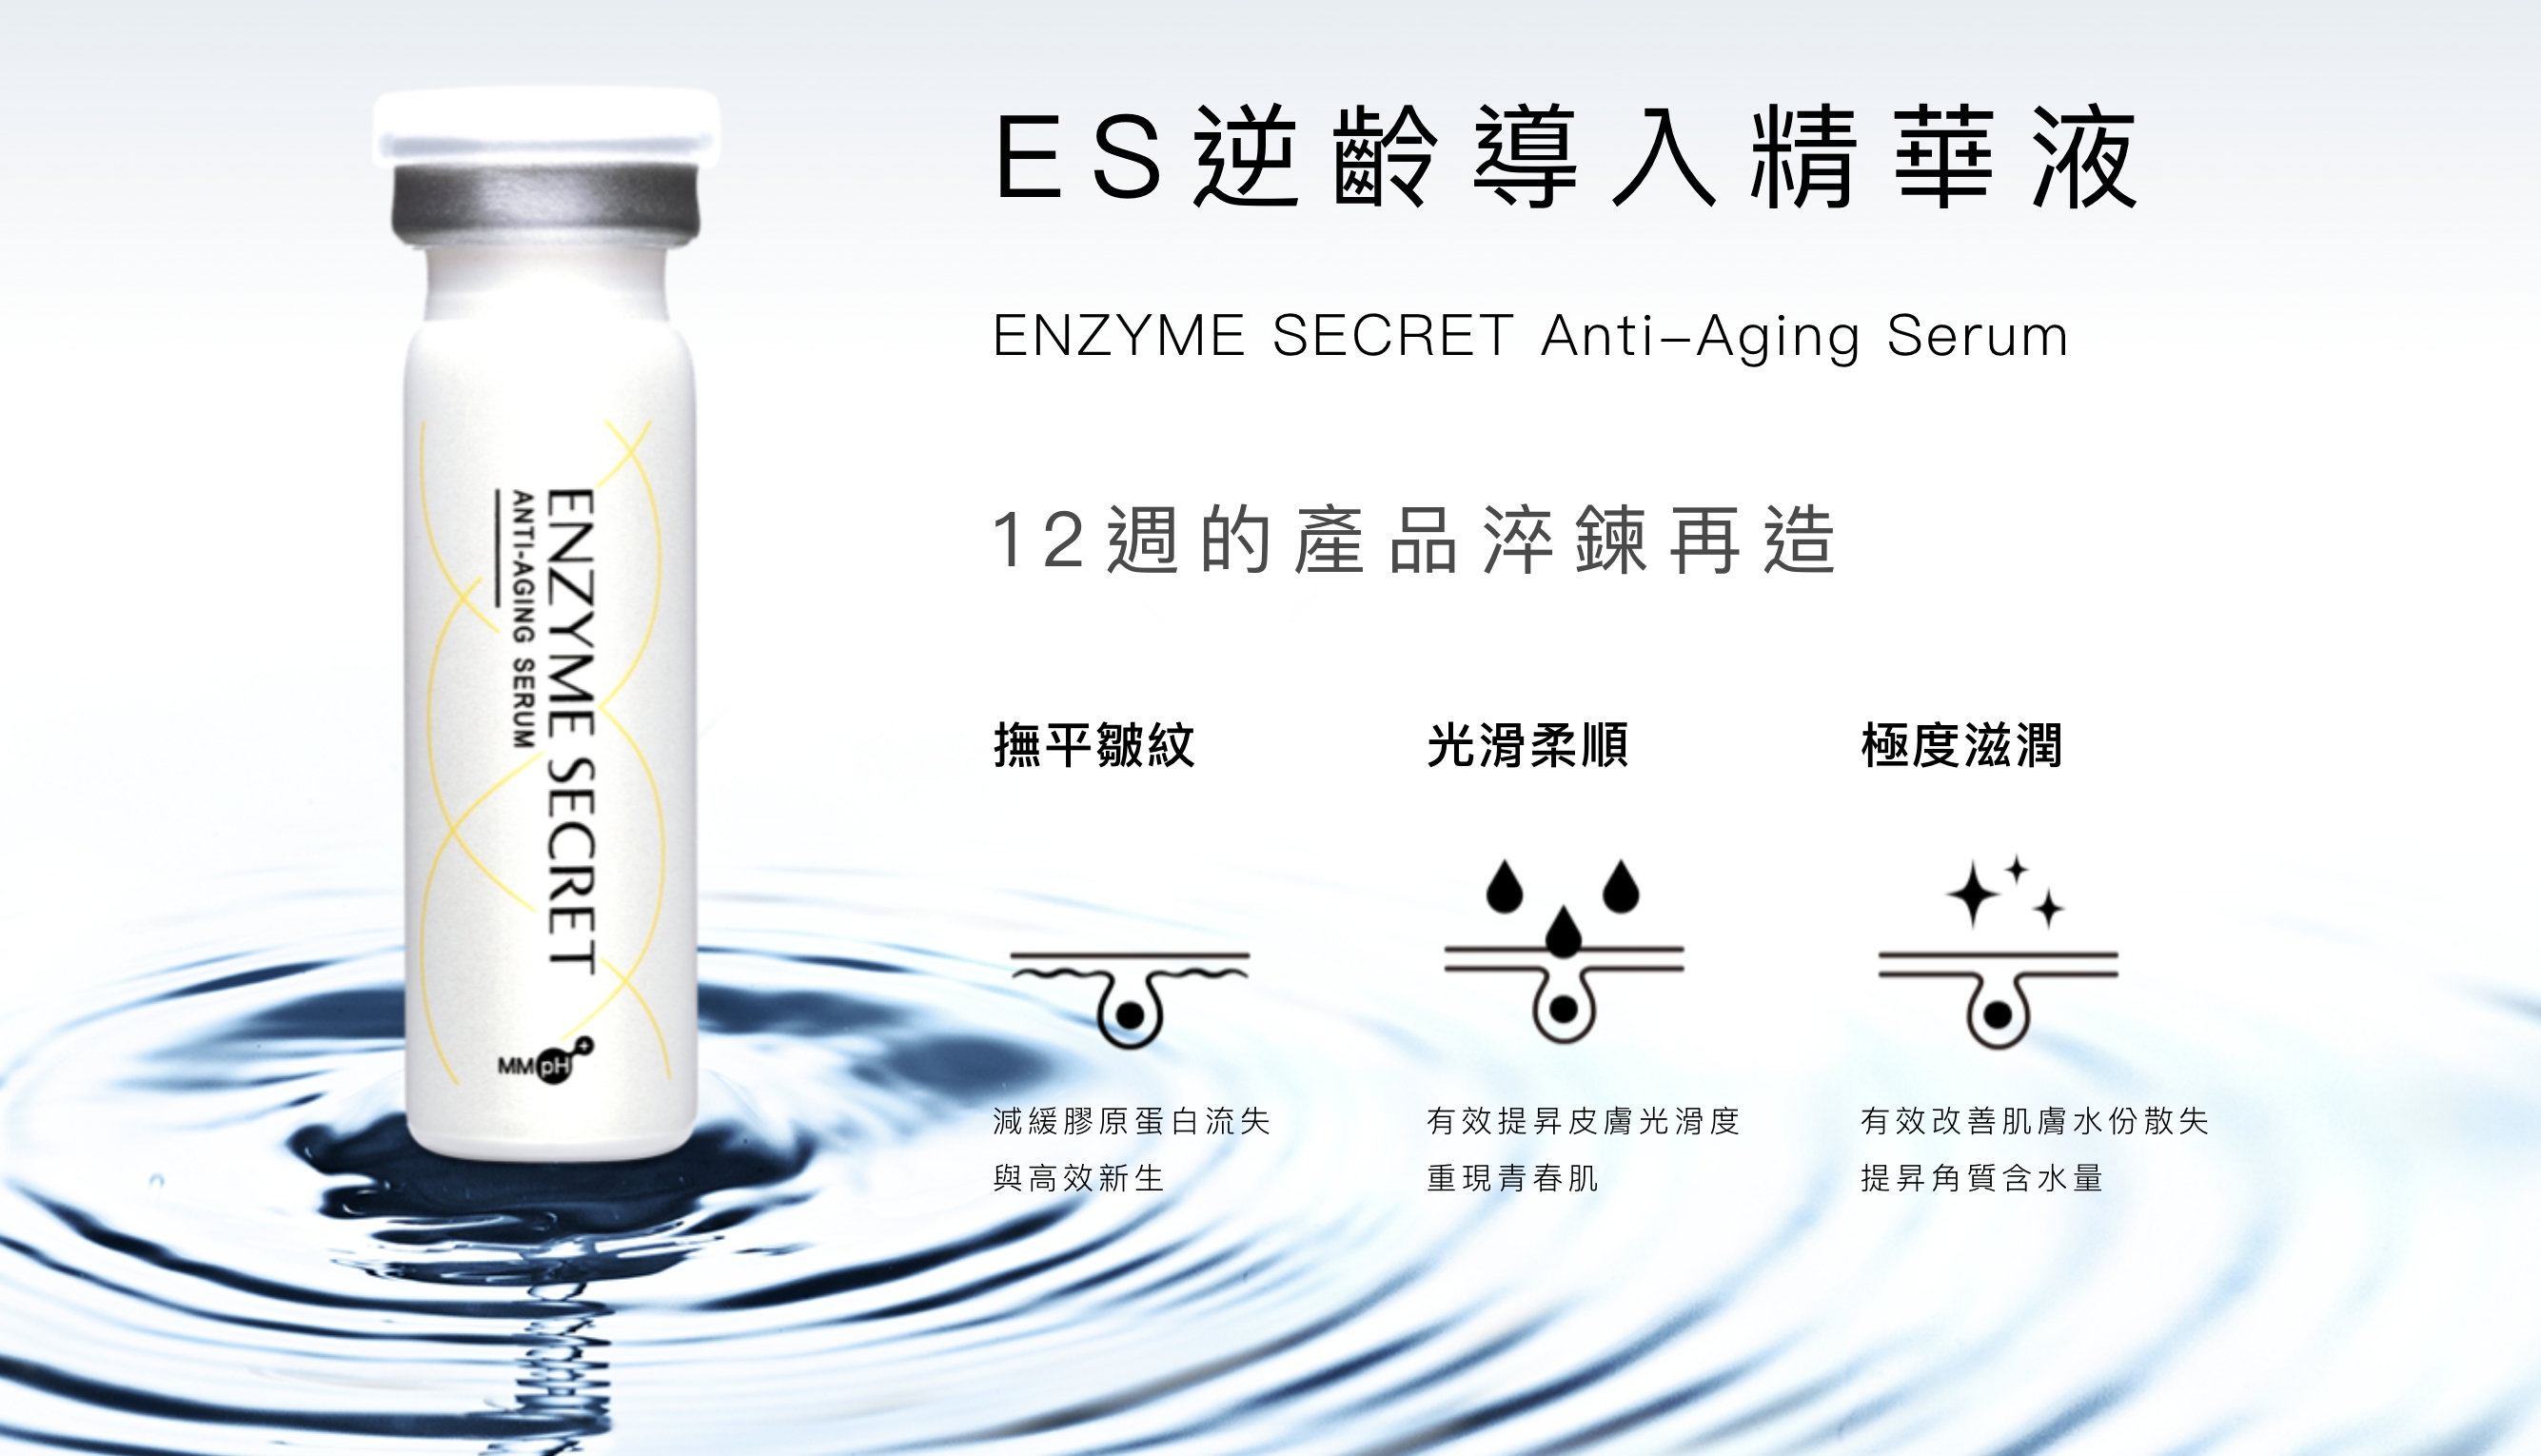 ES逆齡導入精華液
ENZYME SECRET Anti-Aging Serum
12週的產品淬鍊再造
撫平皺紋
減緩膠原蛋白流失
與高效新生
光滑柔順
有效提昇皮膚光滑度
重現青春肌
極度滋潤
有效改善肌膚水份散失
提昇角質含水量
ENZYME SECRET
ANTI-AGING SERUM
MM pH+